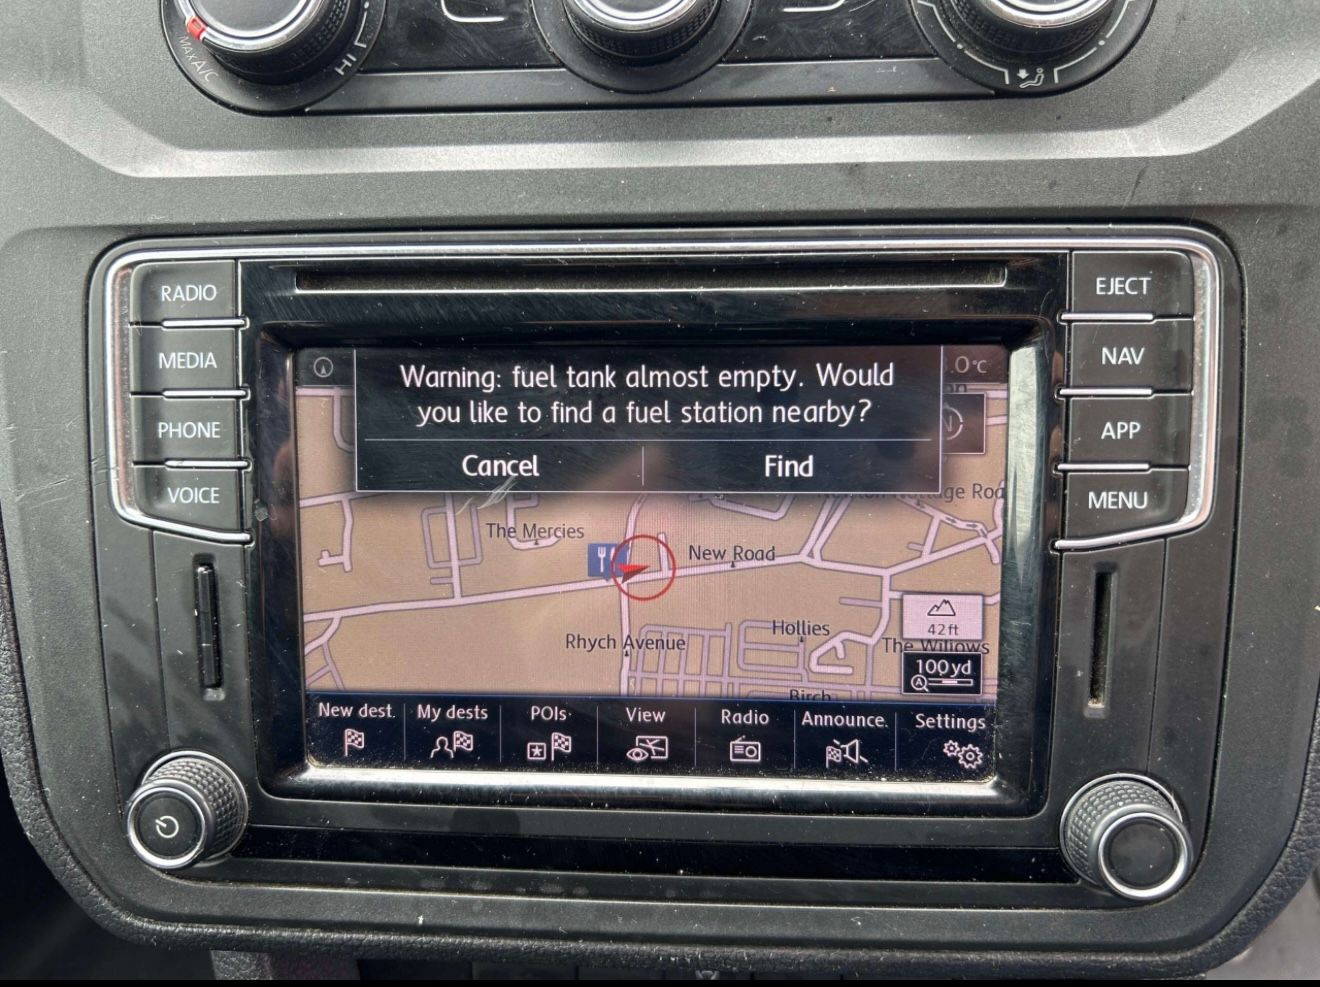 MAX A/C
HI
RADIO
MEDIA
PHONE
VOICE
EJECT
NAV
APP
MENU
Warning: fuel tank almost empty. Would
you like to find a fuel station nearby?
Cancel
Find
.0°C
N
The Mercies
New Road
Rhych Avenue
Hollies
The Willows
Birch
42ft
100yd
A
New dest.
My dests
POIs
View
Radio
Announce.
Settings